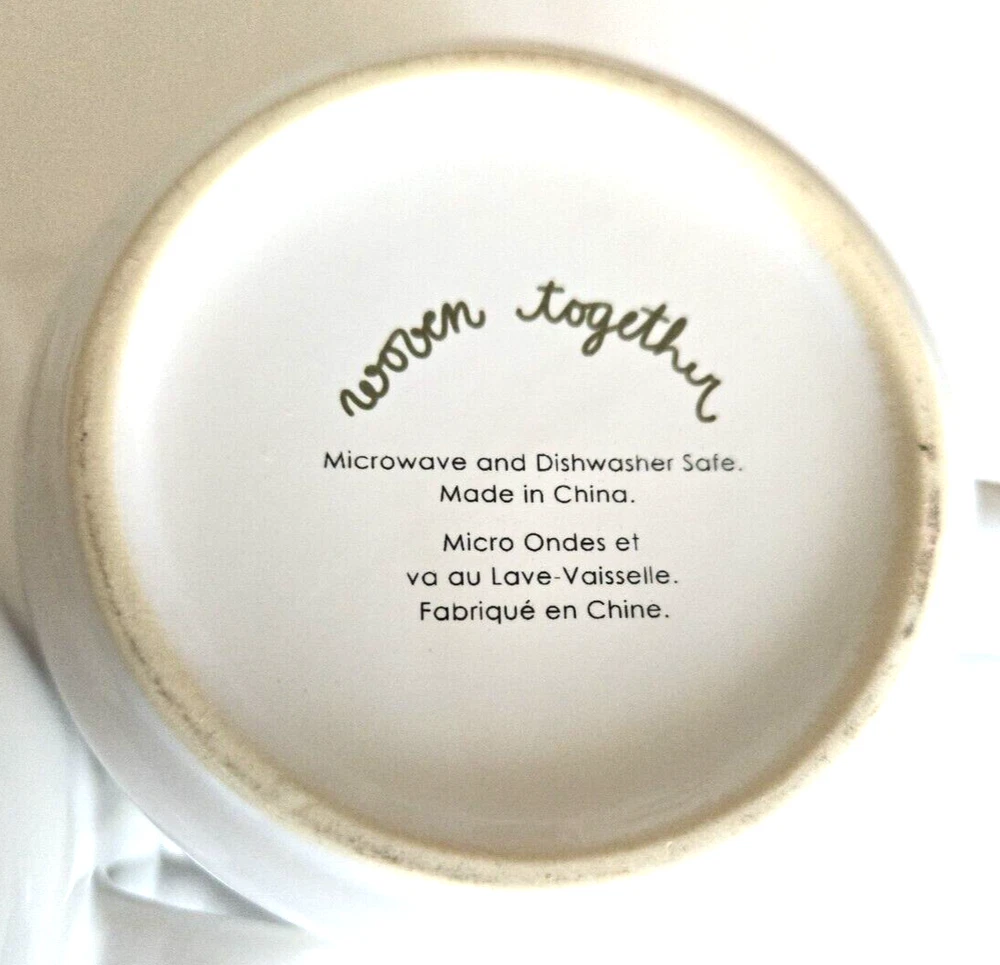 woven together
Microwave and Dishwasher Safe.
Made in China.
Micro Ondes et
va au Lave-Vaisselle.
Fabriqué en Chine.